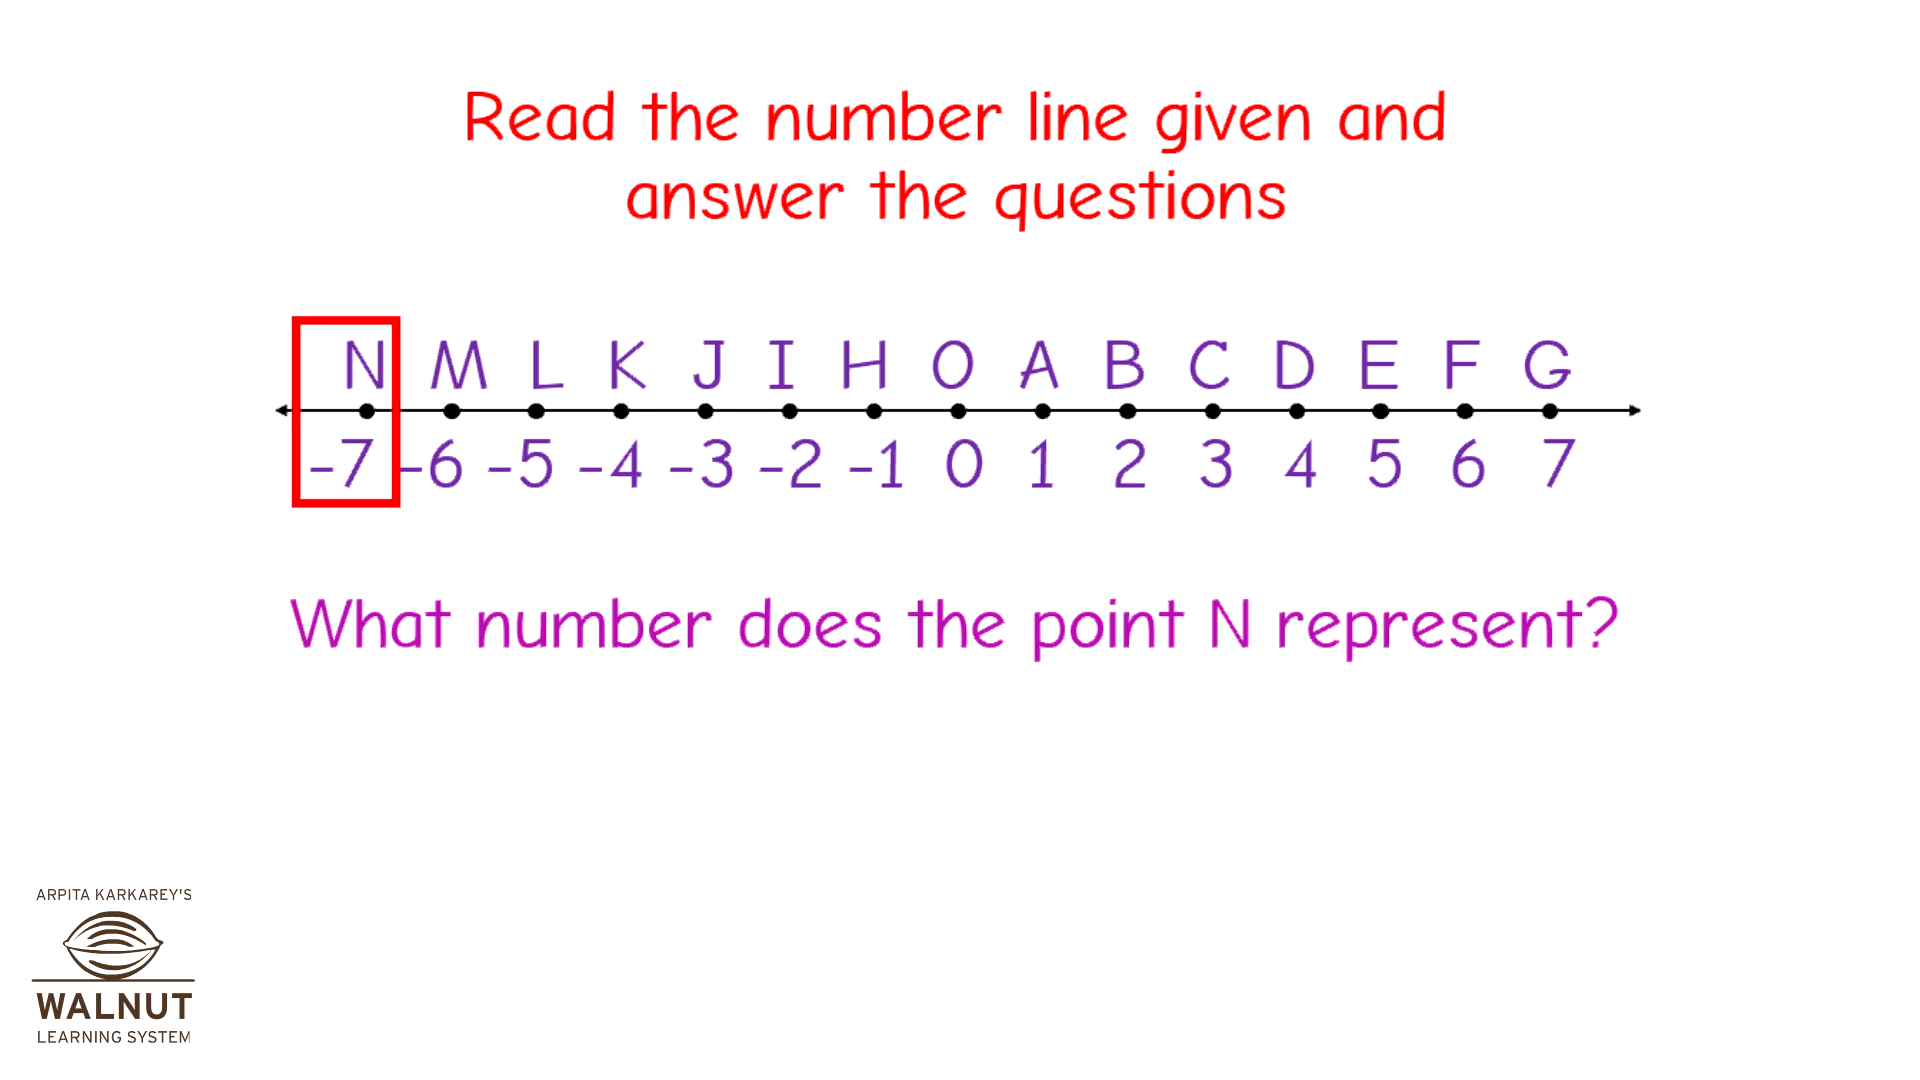 Read the number line given and
answer the questions
N M L K J I H O A B C D E F G
-7 -6 -5 -4 -3 -2 -1 0 1 2 3 4 5 6 7
What number does the point N represent?
ARPITA KARKAREY'S
WALNUT
LEARNING SYSTEM